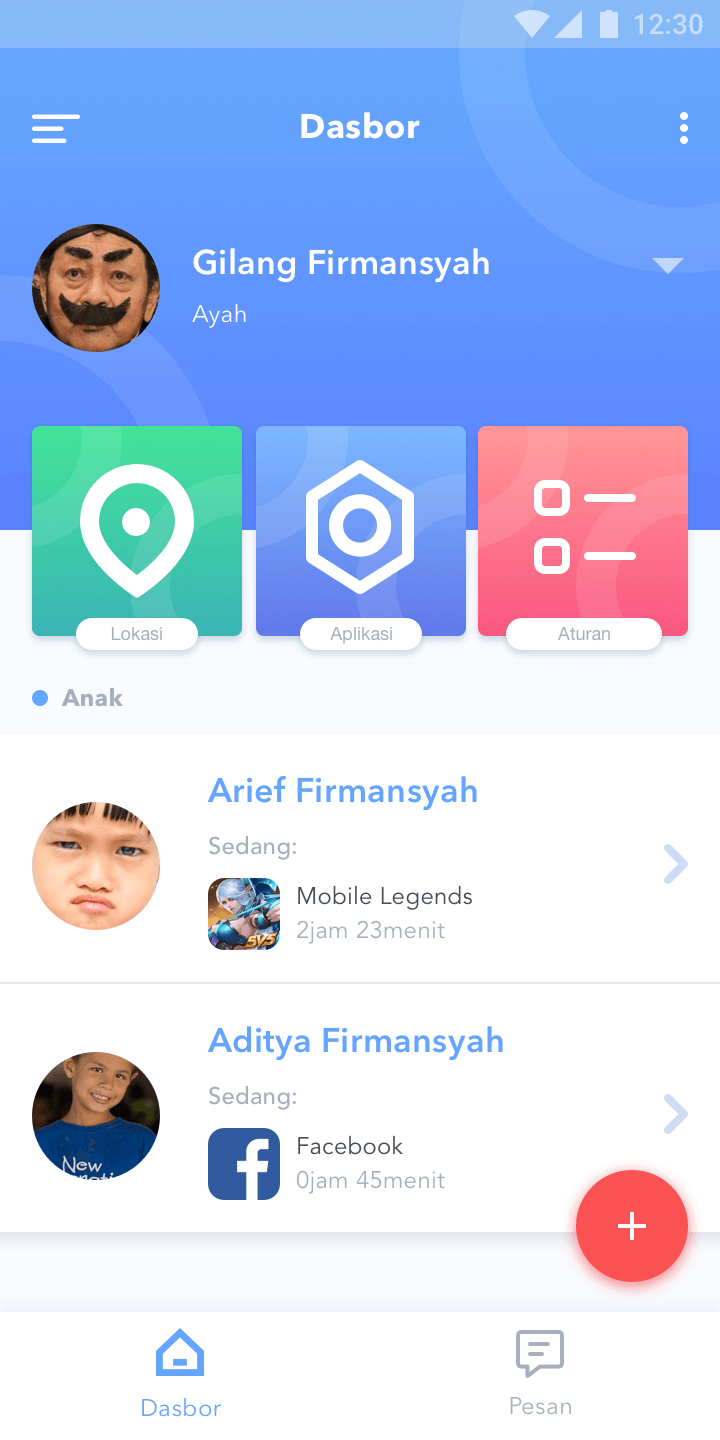 12:30
Dasbor
Gilang Firmansyah
Ayah
Lokasi
Aplikasi
Aturan
Anak
Arief Firmansyah
Sedang:
Mobile Legends
5V5
2jam 23menit
Aditya Firmansyah
Sedang:
Facebook
0jam 45menit
New
Dasbor
Pesan